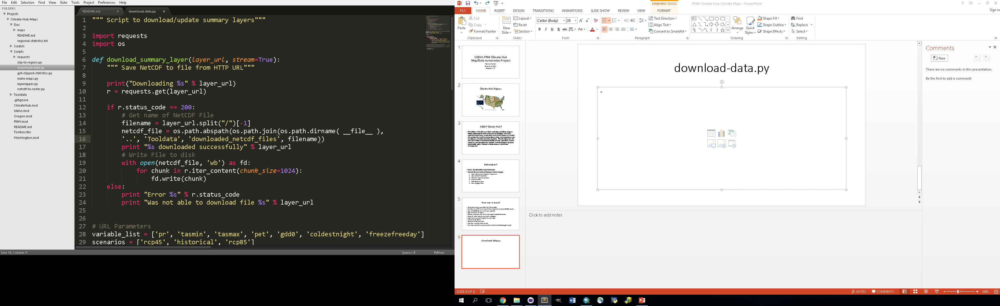 File Edit Selection Find View Goto Tools Project Preferences Help
FOLDERS
Projects
Climate-Hub-Maps
Doc
maps
README.md
regional-statistics.txt
Scratch
Scripts
requests
clip-to-region.py
download-data.py
get-clipped-statistics.py
make-maps.py
mywrapper.py
netcdf-to-raster.py
Tooldata
.gitignore
ClimateHub.mxd
Idaho.mxd
Oregon.mxd
PNW.mxd
README.md
Toolbox.tbx
Washington.mxd
README.md × download-data.py
1 """ Script to download/update summary layers"""
2
3 import requests
4 import os
5
6 def download_summary_layer(layer_url, stream=True):
7 """ Save NetCDF to file from HTTP URL"""
8
9 print("Downloading %s" % layer_url)
10 r = requests.get(layer_url)
11
12 if r.status_code == 200:
13 # Get name of NetCDF File
14 filename = layer_url.split("/")[-1]
15 netcdf_file = os.path.abspath(os.path.join(os.path.dirname( __file__ ),
16 '..', 'Tooldata', 'downloaded_netcdf_files', filename))
17 print "%s downloaded successfully" % layer_url
18 # Write File to disk
19 with open(netcdf_file, 'wb') as fd:
20 for chunk in r.iter_content(chunk_size=1024):
21 fd.write(chunk)
22 else:
23 print "Error %s" % r.status_code
24 print "Was not able to download file %s" % layer_url
25
26
27 # URL Parameters
28 variable_list = ['pr', 'tasmin', 'tasmax', 'pet', 'gdd0', 'coldestnight', 'freezefreeday']
29 scenarios = ['rcp45', 'historical', 'rcp85']
Line 16, Column 9 Spaces: 4 Python
DRAWING TOOLS PNW Climate Hub Climate Maps - PowerPoint
FILE HOME INSERT DESIGN TRANSITIONS ANIMATIONS SLIDE SHOW REVIEW VIEW FORMAT Sign in
Paste
Cut
Copy
Format Painter
Clipboard
New Slide
Layout
Reset
Section
Slides
Calibri (Body) 28
B I U S abc AV Aa A
Font
Text Direction
Align Text
Convert to SmartArt
Paragraph
Arrange
Quick Styles
Shape Fill
Shape Outline
Shape Effects
Drawing
Find
Replace
Select
Editing
1
USDA's PNW Climate Hub
Map/Data Automation Project
2
Climate Hub Regions
3
USDA? Climate Hub?
4
Deliverables?
5
How was it done?
6
download-data.py
download-data.py
Click to add notes
Comments
New
There are no comments in this presentation.
Be the first to add a comment!
SLIDE 6 OF 6 NOTES COMMENTS 80%